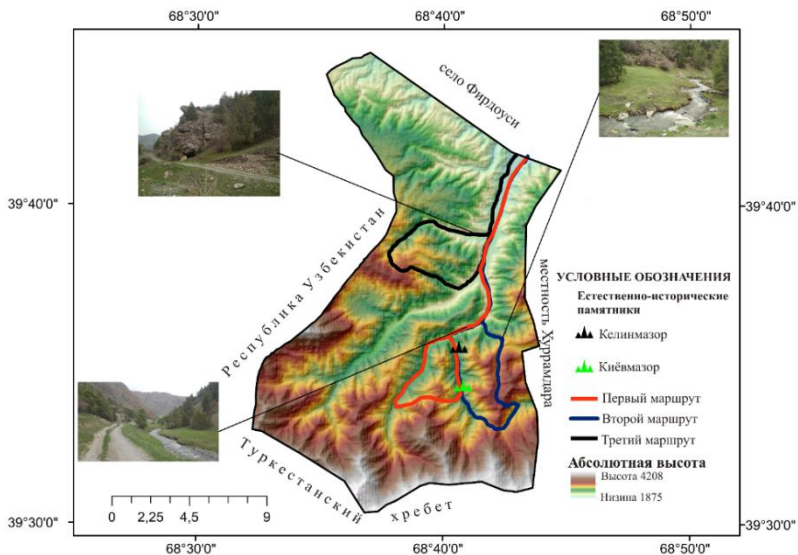 68°30'0"
68°40'0"
68°50'0"
село Фирдоуси
39°40'0"
39°40'0"
Республика Узбекистан
местность Хуррамдара
УСЛОВНЫЕ ОБОЗНАЧЕНИЯ
Естественно-исторические
памятники
Келинмазор
Киёвмазор
Первый маршрут
Второй маршрут
Третий маршрут
Абсолютная высота
Высота 4208
Низина 1875
Туркестанский хребет
0 2,25 4,5 9
39°30'0"
39°30'0"
68°30'0"
68°40'0"
68°50'0"